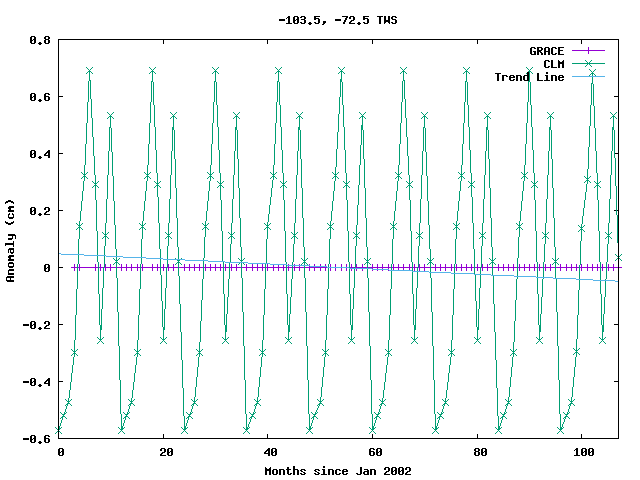 -103.5, -72.5 TWS
GRACE
CLM
Trend Line
0.8
0.6
0.4
0.2
0
-0.2
-0.4
-0.6
Anomaly (cm)
0 20 40 60 80 100
Months since Jan 2002